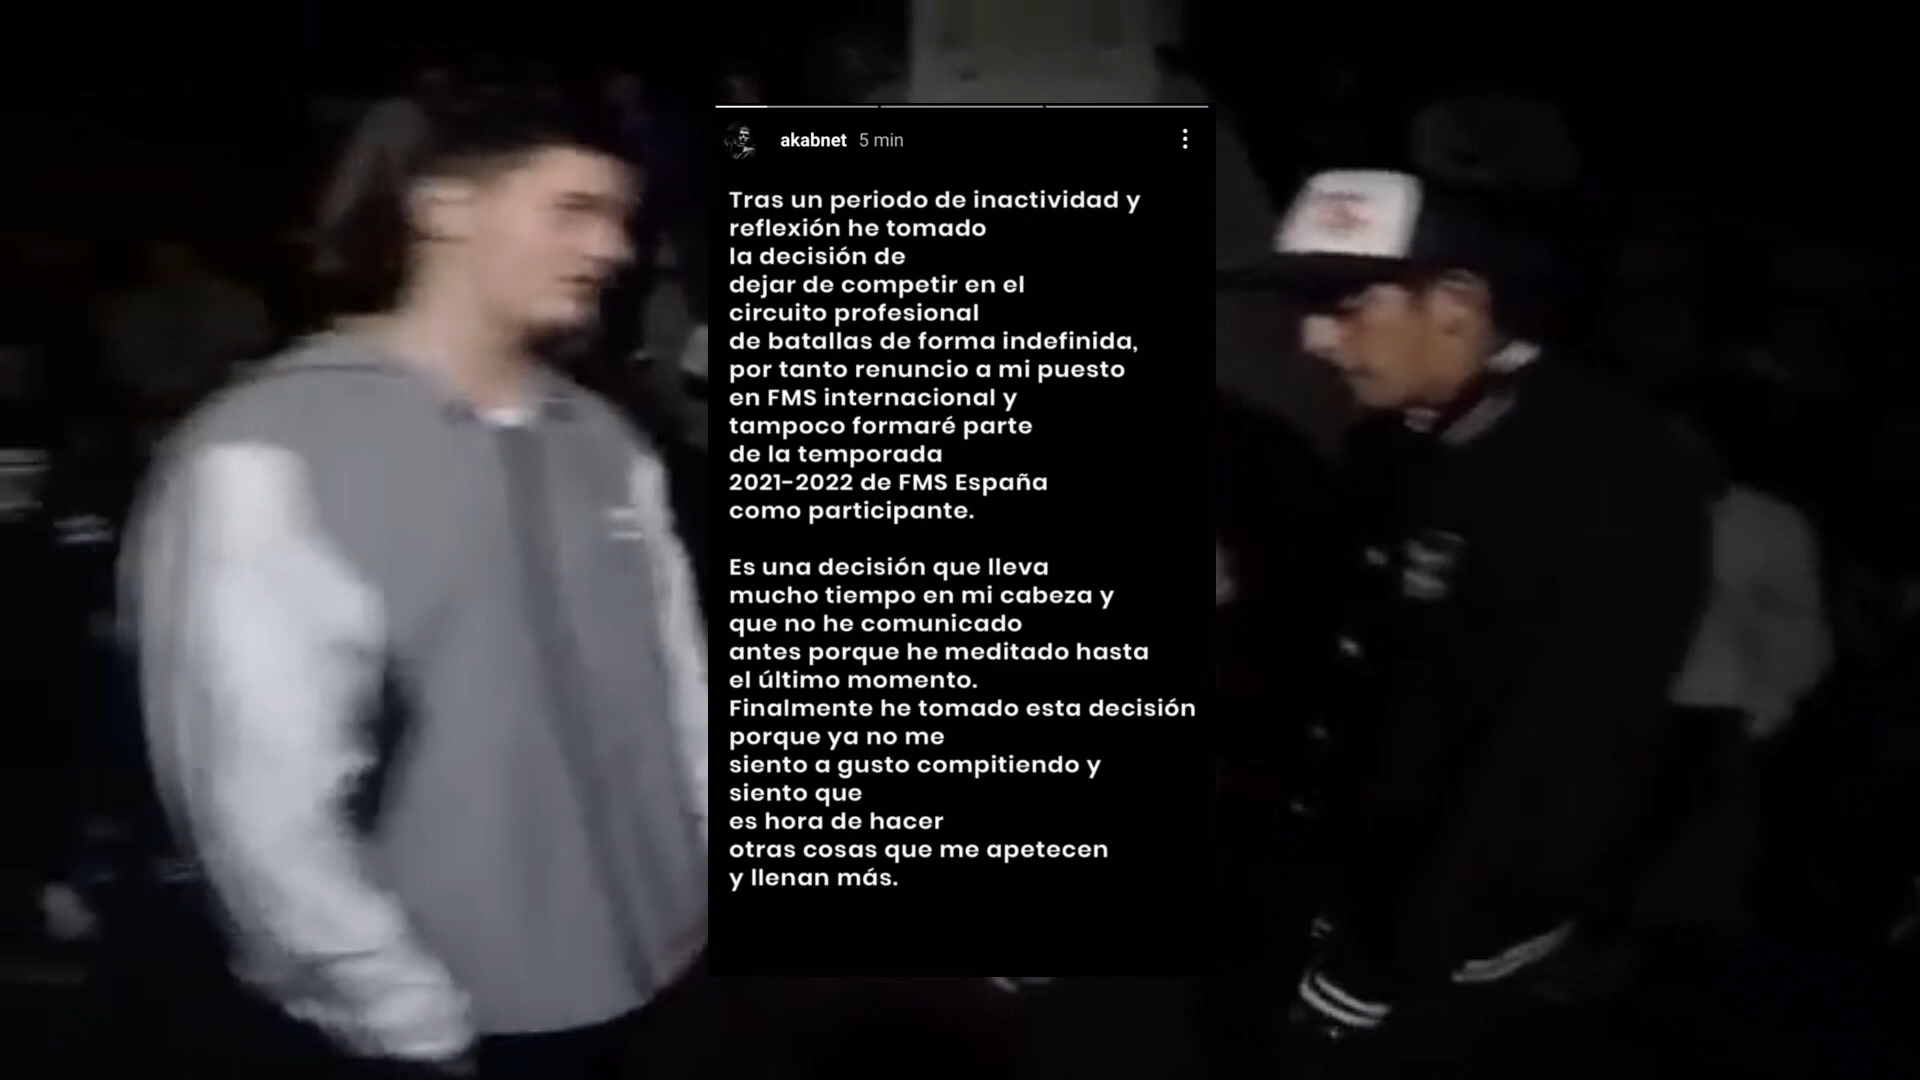 akabnet 5 min
Tras un periodo de inactividad y
reflexión he tomado
la decisión de
dejar de competir en el
circuito profesional
de batallas de forma indefinida,
por tanto renuncio a mi puesto
en FMS internacional y
tampoco formaré parte
de la temporada
2021-2022 de FMS España
como participante.
Es una decisión que lleva
mucho tiempo en mi cabeza y
que no he comunicado
antes porque he meditado hasta
el último momento.
Finalmente he tomado esta decisión
porque ya no me
siento a gusto compitiendo y
siento que
es hora de hacer
otras cosas que me apetecen
y llenan más.